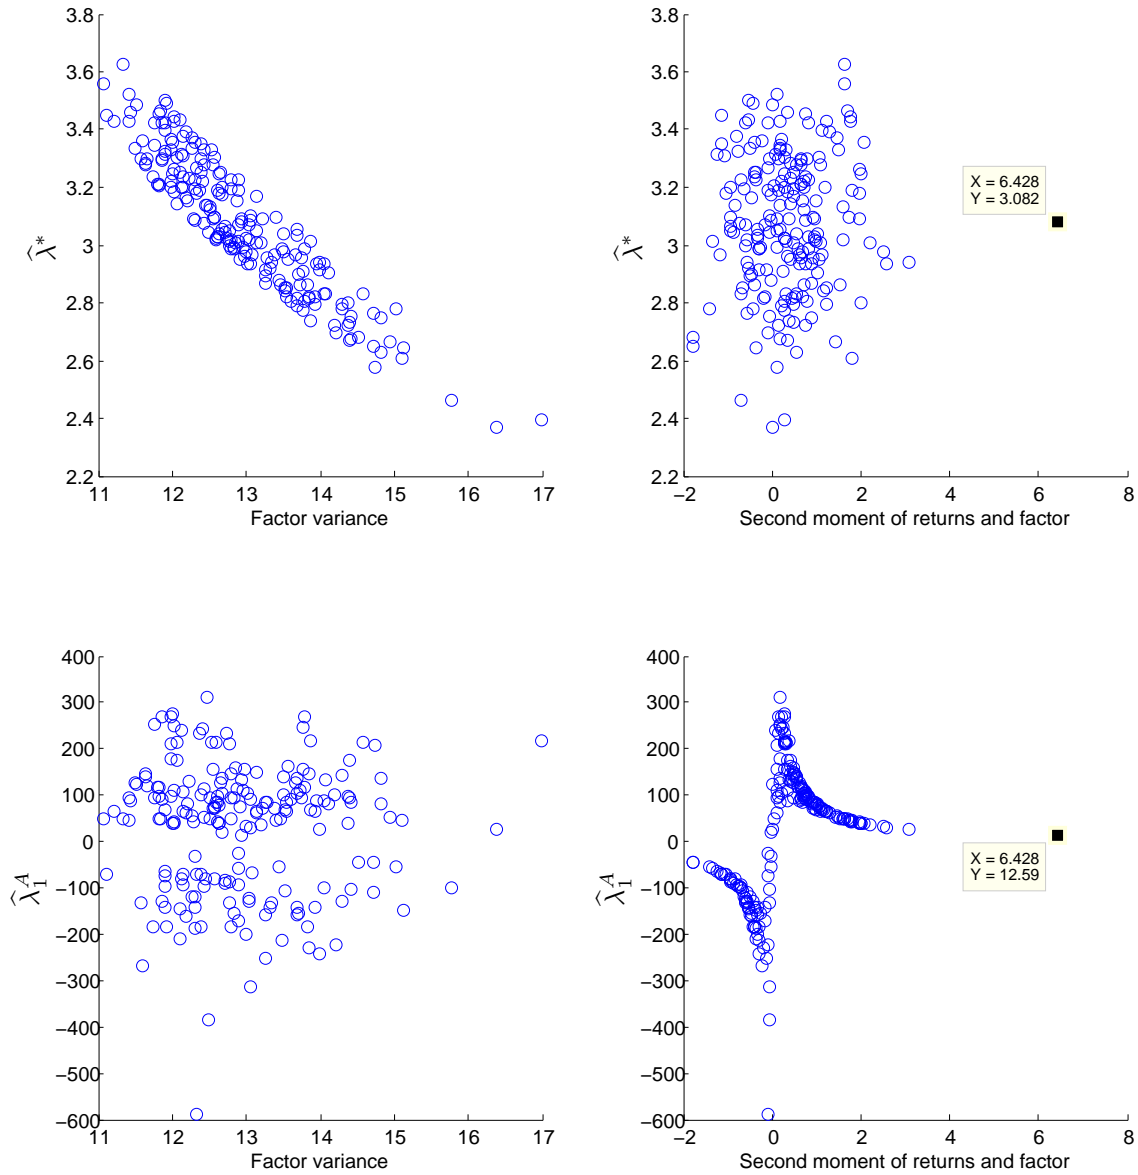 3.8
3.6
3.4
3.2
3
2.8
2.6
2.4
2.2
λ̂*
11 12 13 14 15 16 17
Factor variance
3.8
3.6
3.4
3.2
3
2.8
2.6
2.4
2.2
λ̂*
X = 6.428
Y = 3.082
−2 0 2 4 6 8
Second moment of returns and factor
400
300
200
100
0
−100
−200
−300
−400
−500
−600
λ̂₁ᴬ
11 12 13 14 15 16 17
Factor variance
400
300
200
100
0
−100
−200
−300
−400
−500
−600
λ̂₁ᴬ
X = 6.428
Y = 12.59
−2 0 2 4 6 8
Second moment of returns and factor